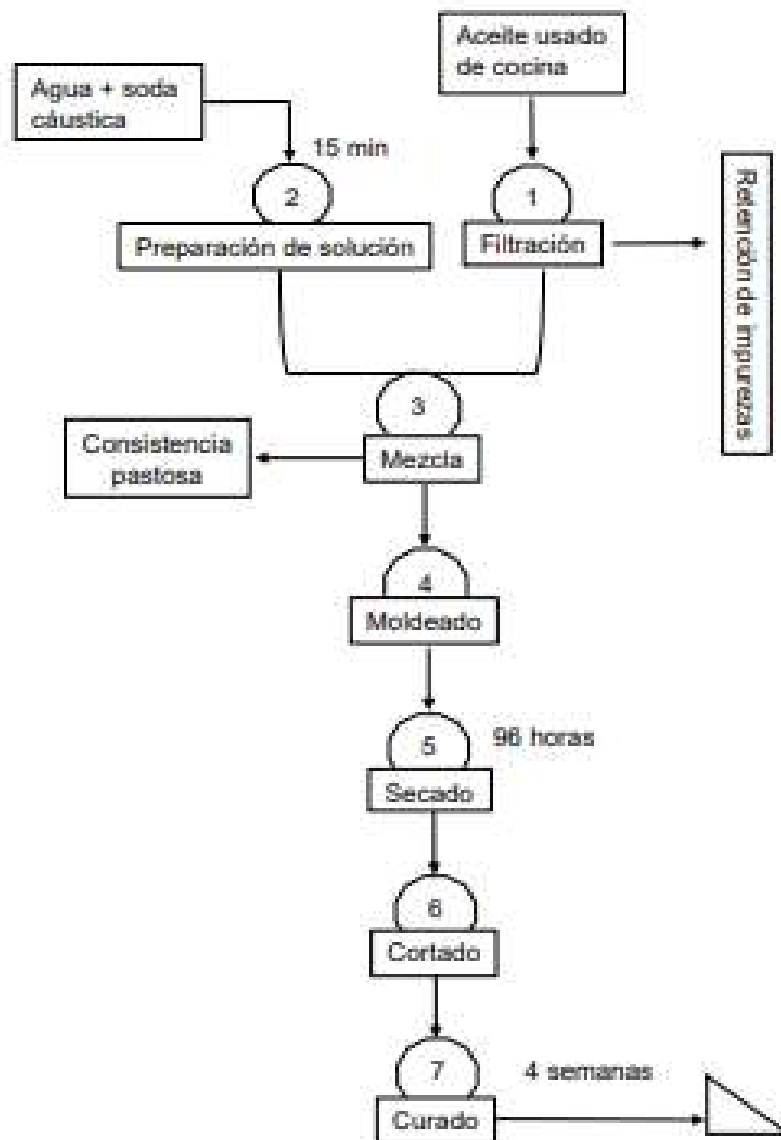 Aceite usado
de cocina
Agua + soda
cáustica
15 min
2
1
Preparación de solución
Filtración
Retención de impurezas
3
Mezcla
Consistencia
pastosa
4
Moldeado
5
96 horas
Secado
6
Cortado
7
4 semanas
Curado